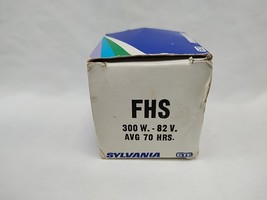 FHS
300 W. - 82 V.
AVG 70 HRS.
SYLVANIA GTE